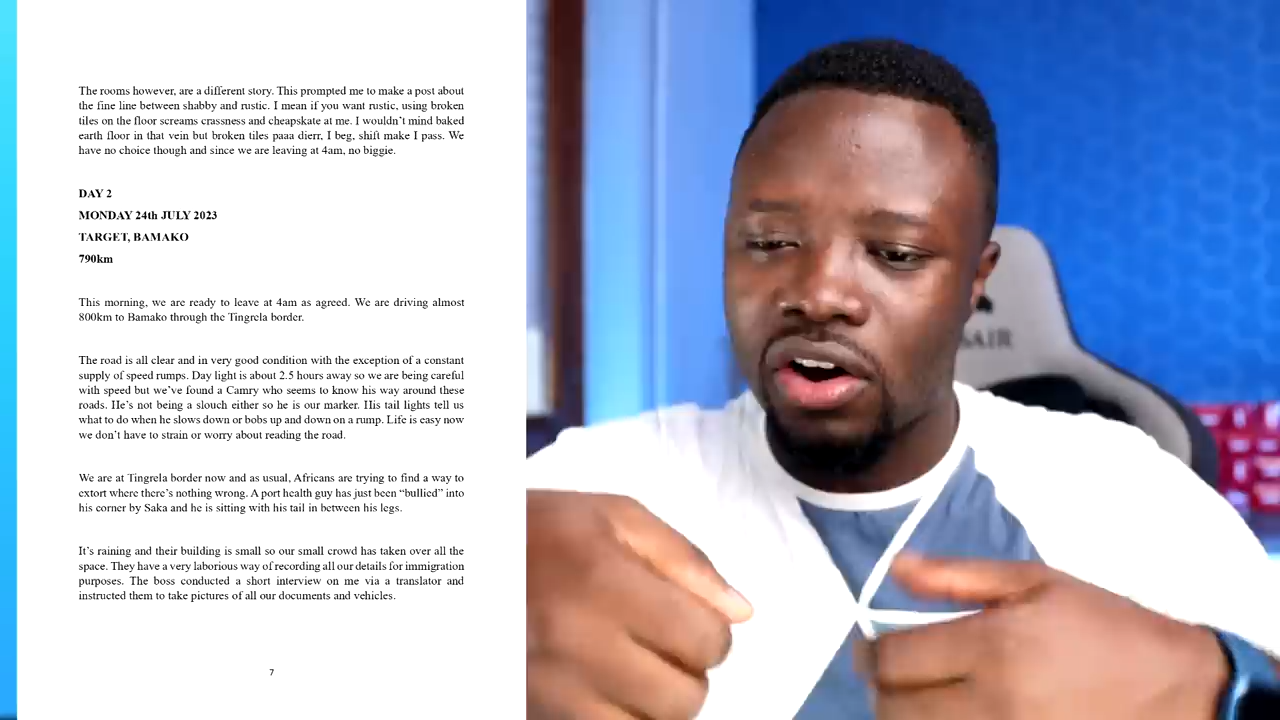 The rooms however, are a different story. This prompted me to make a post about
the fine line between shabby and rustic. I mean if you want rustic, using broken
tiles on the floor screams crassness and cheapskate at me. I wouldn't mind baked
earth floor in that vein but broken tiles paaa dierr, I beg, shift make I pass. We
have no choice though and since we are leaving at 4am, no biggie.
DAY 2
MONDAY 24th JULY 2023
TARGET, BAMAKO
790km
This morning, we are ready to leave at 4am as agreed. We are driving almost
800km to Bamako through the Tingrela border.
The road is all clear and in very good condition with the exception of a constant
supply of speed rumps. Day light is about 2.5 hours away so we are being careful
with speed but we've found a Camry who seems to know his way around these
roads. He's not being a slouch either so he is our marker. His tail lights tell us
what to do when he slows down or bobs up and down on a rump. Life is easy now
we don't have to strain or worry about reading the road.
We are at Tingrela border now and as usual, Africans are trying to find a way to
extort where there's nothing wrong. A port health guy has just been “bullied” into
his corner by Saka and he is sitting with his tail in between his legs.
It's raining and their building is small so our small crowd has taken over all the
space. They have a very laborious way of recording all our details for immigration
purposes. The boss conducted a short interview on me via a translator and
instructed them to take pictures of all our documents and vehicles.
7